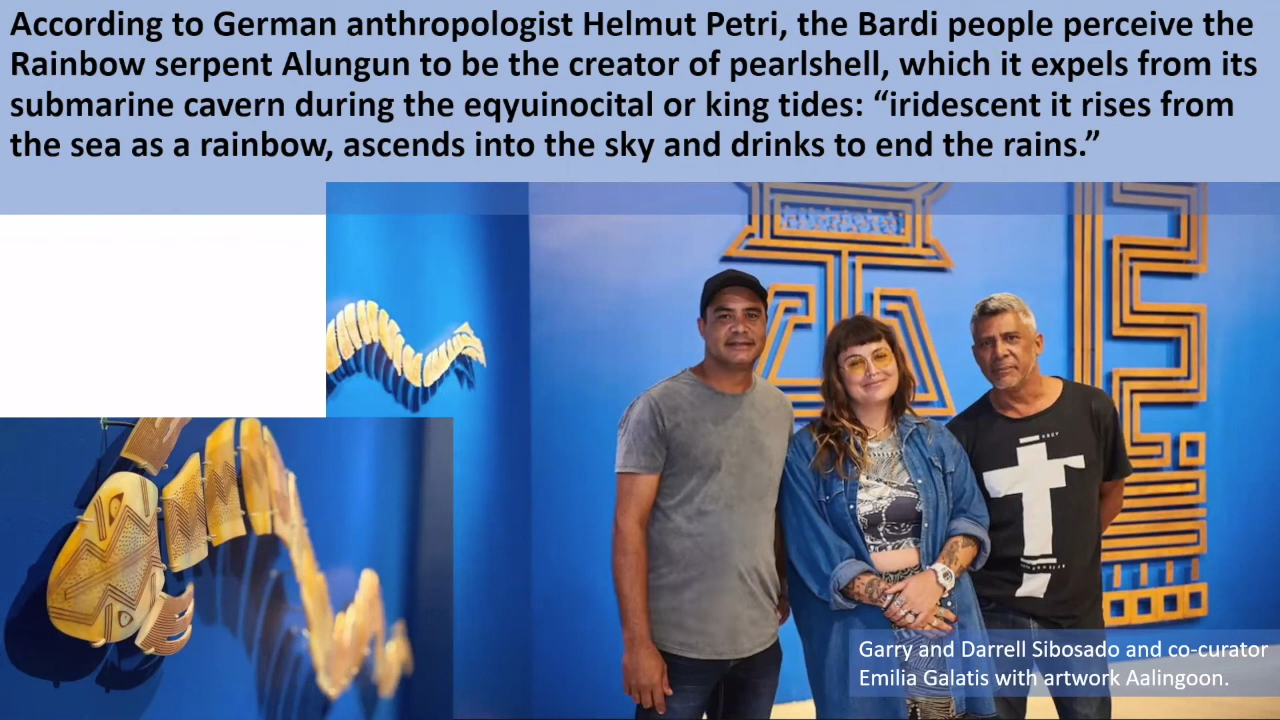 According to German anthropologist Helmut Petri, the Bardi people perceive the
Rainbow serpent Alungun to be the creator of pearlshell, which it expels from its
submarine cavern during the eqyuinocital or king tides: “iridescent it rises from
the sea as a rainbow, ascends into the sky and drinks to end the rains.”
Garry and Darrell Sibosado and co-curator
Emilia Galatis with artwork Aalingoon.